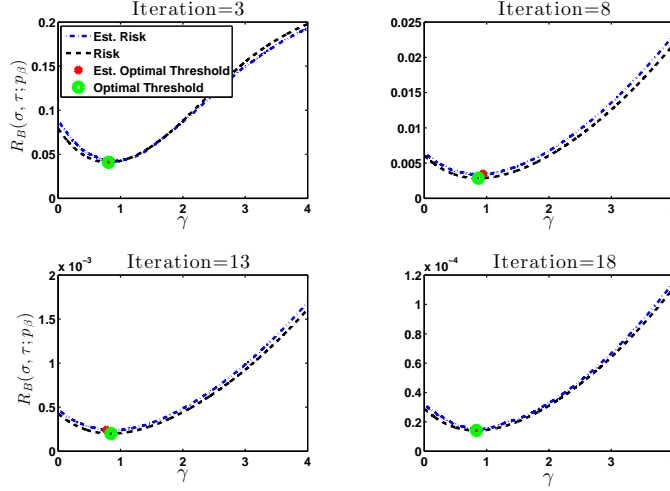 Iteration=3
Iteration=8
0.2
0.15
0.1
0.05
0
R_B(σ, τ; p_β)
Est. Risk
Risk
Est. Optimal Threshold
Optimal Threshold
0 1 2 3 4
γ
0.025
0.02
0.015
0.01
0.005
0
0 1 2 3
γ
Iteration=13
Iteration=18
x 10⁻³
2
1.5
1
0.5
0
R_B(σ, τ; p_β)
0 1 2 3 4
γ
x 10⁻⁴
1.2
1
0.8
0.6
0.4
0.2
0
0 1 2 3
γ